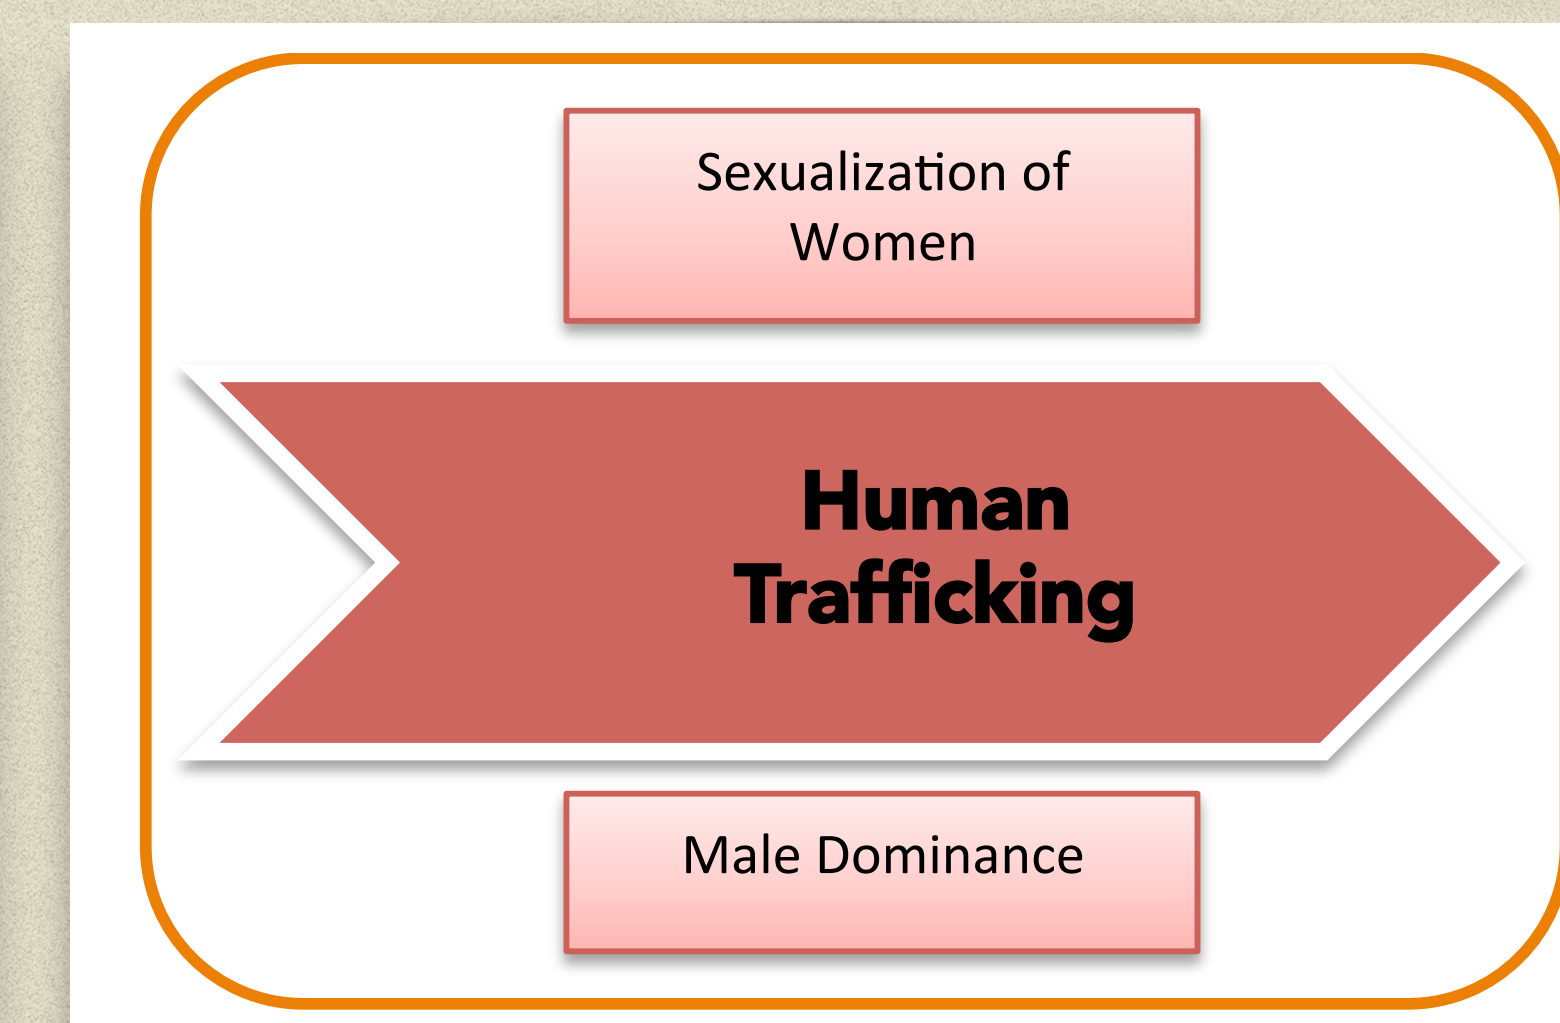 Sexualization of
Women
Human
Trafficking
Male Dominance